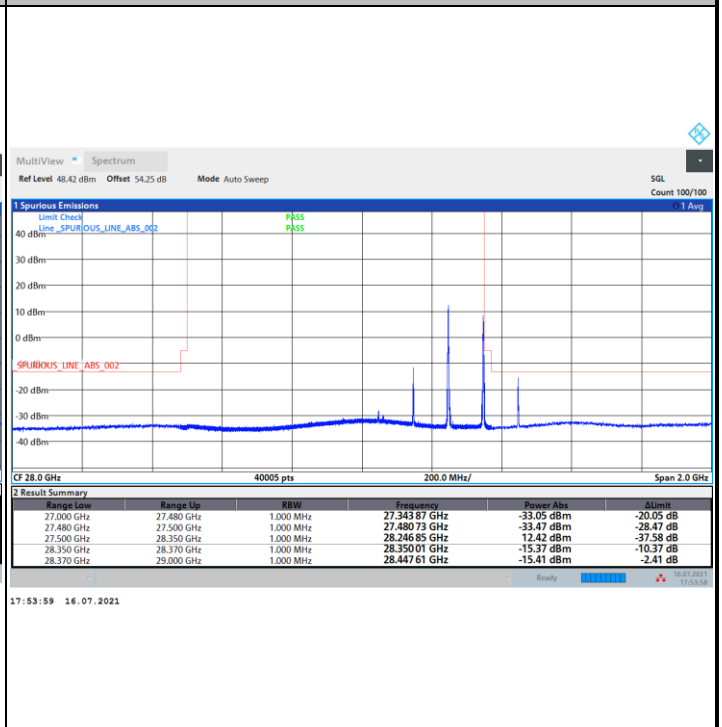 MultiView Spectrum
Ref Level 48.42 dBm Offset 54.25 dB Mode Auto Sweep SGL
Count 100/100
1 Spurious Emissions 1 Avg
Limit Check PASS
Line _SPURIOUS_LINE_ABS_002 PASS
40 dBm
30 dBm
20 dBm
10 dBm
0 dBm
_SPURIOUS_LINE_ABS_002
-20 dBm
-30 dBm
-40 dBm
CF 28.0 GHz 40005 pts 200.0 MHz/ Span 2.0 GHz
2 Result Summary
Range Low Range Up RBW Frequency Power Abs ΔLimit
27.000 GHz 27.480 GHz 1.000 MHz 27.343 87 GHz -33.05 dBm -20.05 dB
27.480 GHz 27.500 GHz 1.000 MHz 27.480 73 GHz -33.47 dBm -28.47 dB
27.500 GHz 28.350 GHz 1.000 MHz 28.246 85 GHz 12.42 dBm -37.58 dB
28.350 GHz 28.370 GHz 1.000 MHz 28.350 01 GHz -15.37 dBm -10.37 dB
28.370 GHz 29.000 GHz 1.000 MHz 28.447 61 GHz -15.41 dBm -2.41 dB
Ready 16.07.2021
17:53:58
17:53:59 16.07.2021